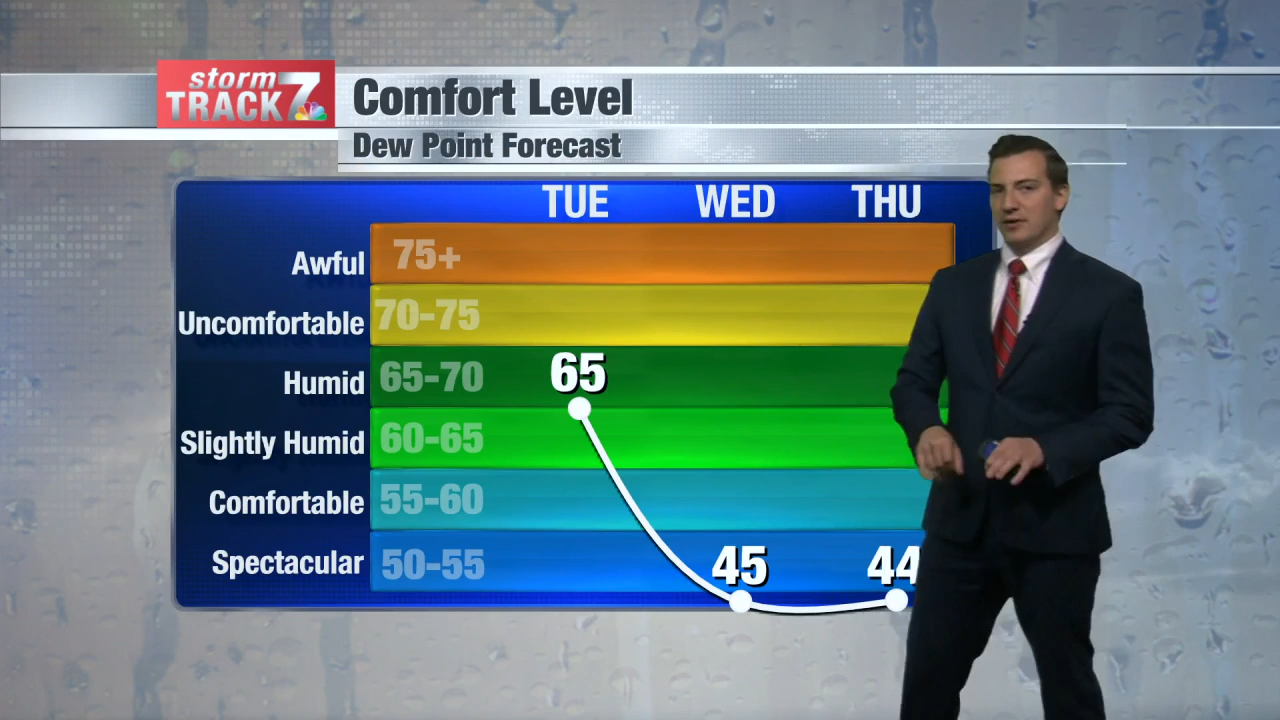 storm
TRACK 7
Comfort Level
Dew Point Forecast
TUE WED THU
Awful 75+
Uncomfortable 70-75
Humid 65-70
65
Slightly Humid 60-65
Comfortable 55-60
Spectacular 50-55
45 44